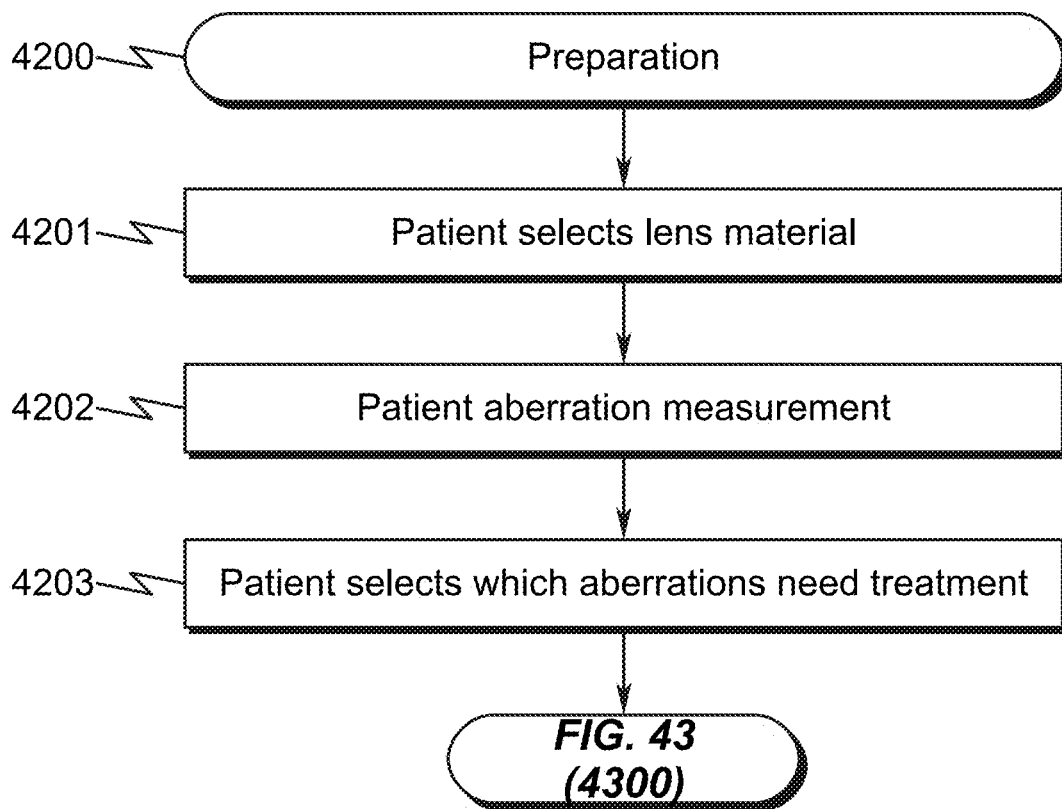 4200
Preparation
4201
Patient selects lens material
4202
Patient aberration measurement
4203
Patient selects which aberrations need treatment
FIG. 43
(4300)